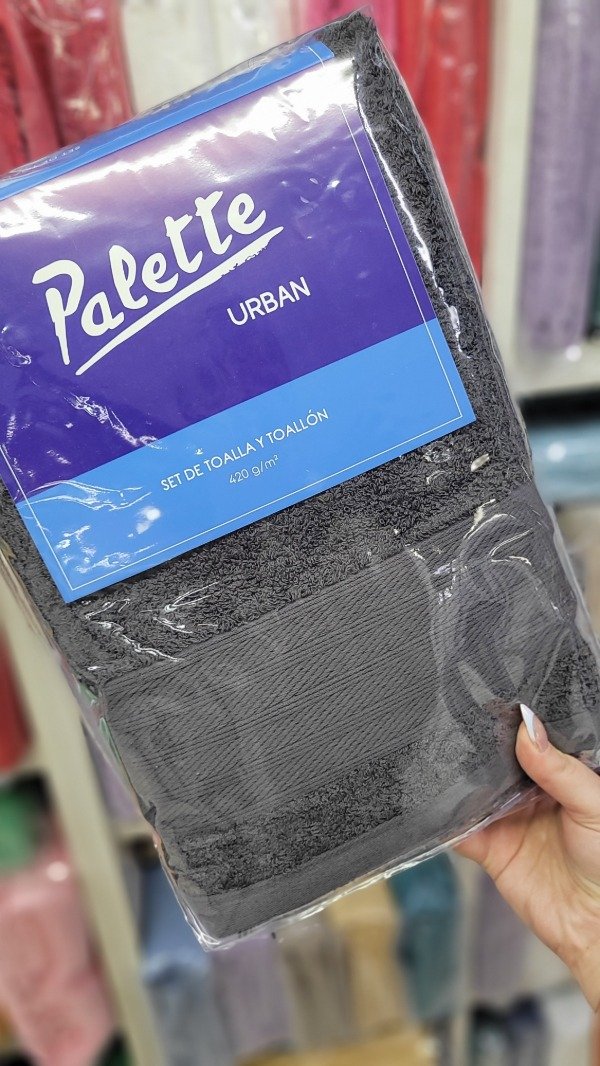 Palette
URBAN
SET DE TOALLA Y TOALLÓN
420 g/m²